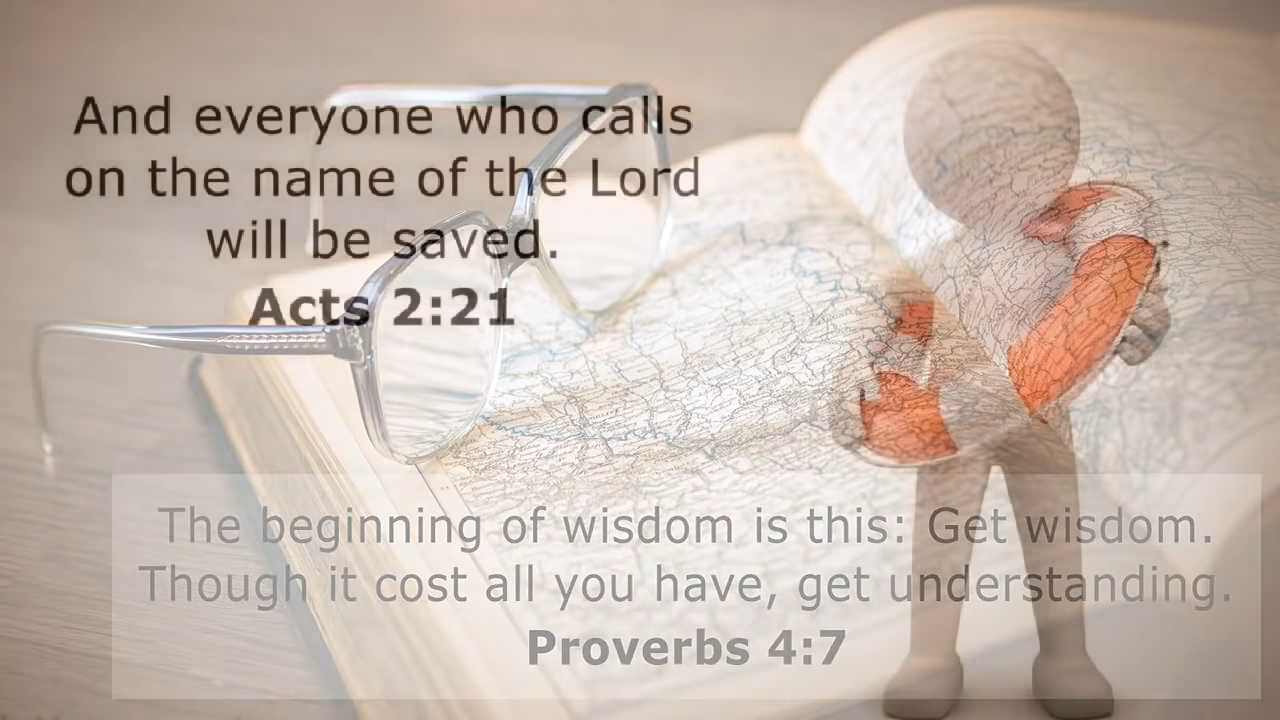 And everyone who calls
on the name of the Lord
will be saved.
Acts 2:21
The beginning of wisdom is this: Get wisdom.
Though it cost all you have, get understanding.
Proverbs 4:7